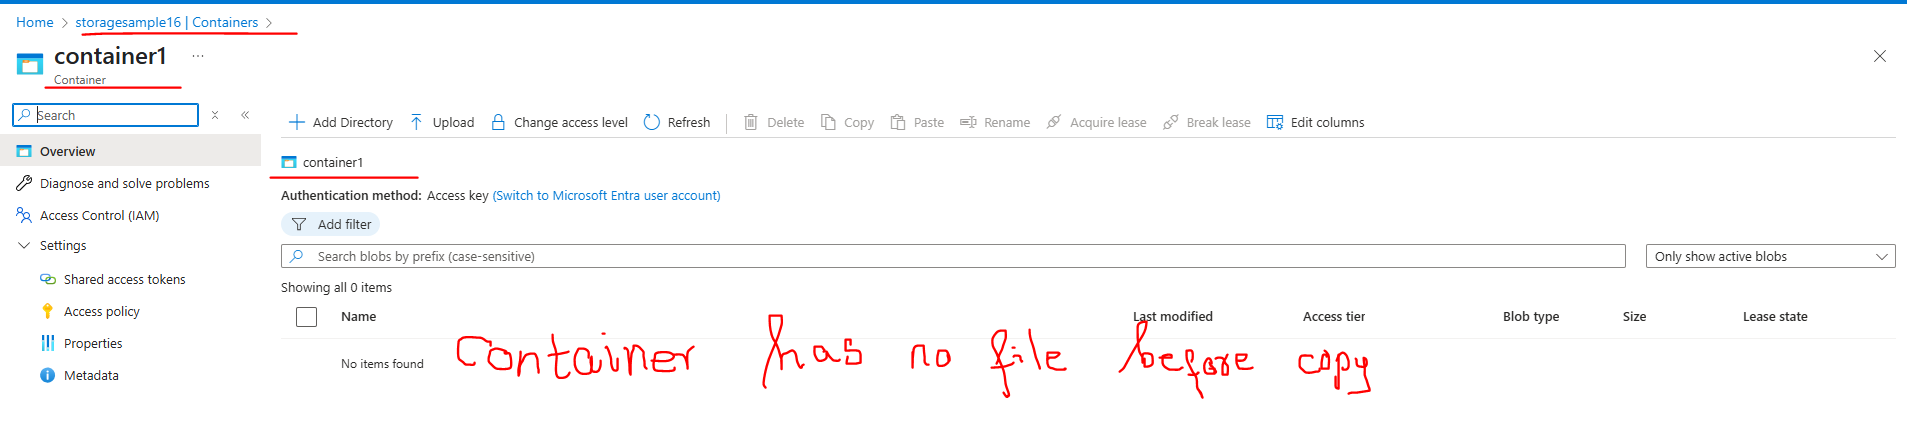 Home > storagesample16 | Containers >
container1 ...
Container
Search
Add Directory Upload Change access level Refresh Delete Copy Paste Rename Acquire lease Break lease Edit columns
Overview
Diagnose and solve problems
Access Control (IAM)
Settings
Shared access tokens
Access policy
Properties
Metadata
container1
Authentication method: Access key (Switch to Microsoft Entra user account)
Add filter
Search blobs by prefix (case-sensitive) Only show active blobs
Showing all 0 items
Name Last modified Access tier Blob type Size Lease state
No items found
Container has no file before copy